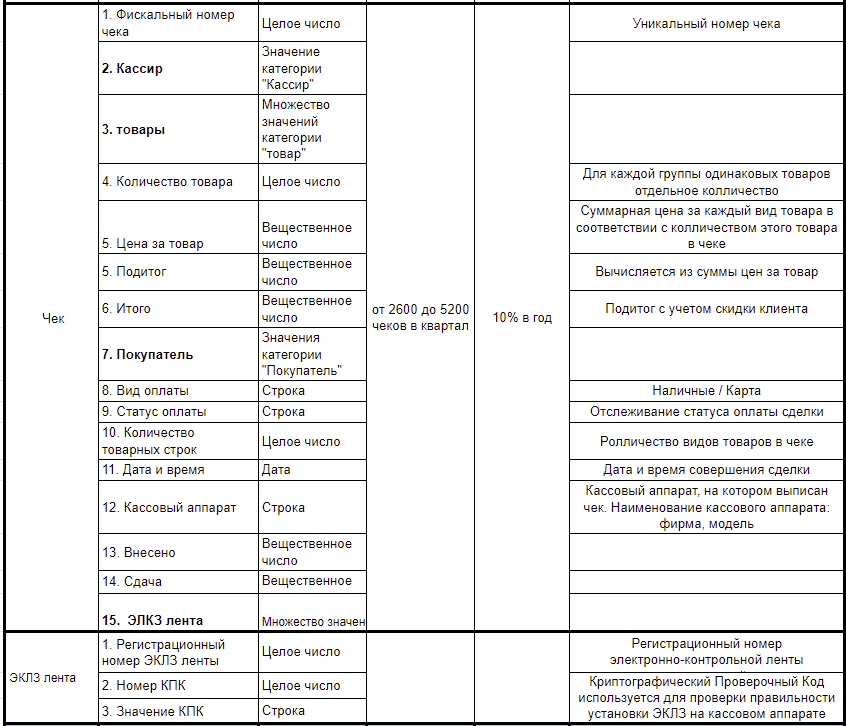 1. Фискальный номер
чека
Целое число
Уникальный номер чека
2. Кассир
Значение
категории
"Кассир"
3. товары
Множество
значений
категории
"товар"
4. Количество товара
Целое число
Для каждой группы одинаковых товаров
отдельное колличество
5. Цена за товар
Вещественное
число
Суммарная цена за каждый вид товара в
соответствии с колличеством этого товара
в чеке
5. Подитог
Вещественное
число
Вычисляется из суммы цен за товар
Чек
6. Итого
Вещественное
число
от 2600 до 5200
чеков в квартал
10% в год
Подитог с учетом скидки клиента
7. Покупатель
Значения
категории
"Покупатель"
8. Вид оплаты
Строка
Наличные / Карта
9. Статус оплаты
Строка
Отслеживание статуса оплаты сделки
10. Количество
товарных строк
Целое число
Ролличество видов товаров в чеке
11. Дата и время
Дата
Дата и время совершения сделки
12. Кассовый аппарат
Строка
Кассовый аппарат, на котором выписан
чек. Наименование кассового аппарата:
фирма, модель
13. Внесено
Вещественное
число
14. Сдача
Вещественное
15. ЭЛКЗ лента
Множество значен
ЭКЛЗ лента
1. Регистрационный
номер ЭКЛЗ ленты
Целое число
Регистрационный номер
электронно-контрольной ленты
2. Номер КПК
Целое число
Криптографический Проверочный Код
используется для проверки правильности
установки ЭКЛЗ на кассовом аппарате
3. Значение КПК
Строка